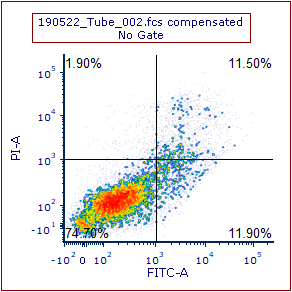 190522_Tube_002.fcs compensated
No Gate
1.90% 11.50%
PI-A
10^5
10^4
10^3
10^2
-10^1
74.70% 11.90%
-10^2 0 10^2 10^3 10^4 10^5
FITC-A